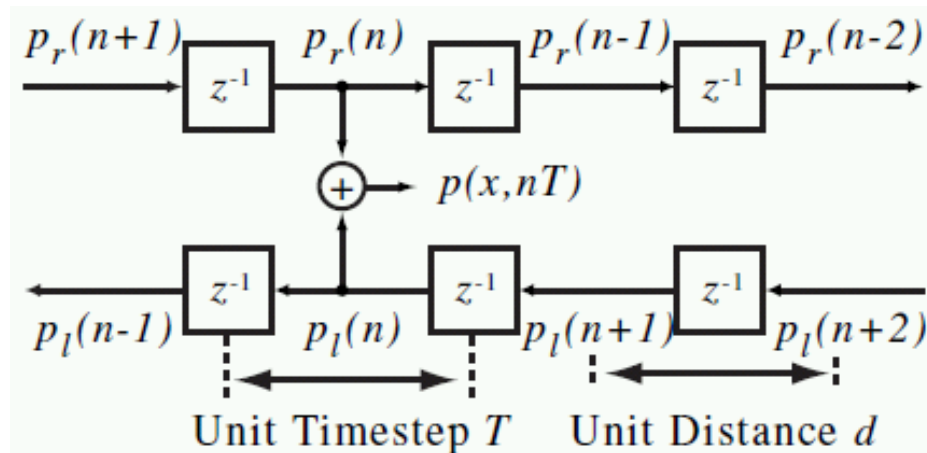 p_r(n+1) p_r(n) p_r(n-1) p_r(n-2)
z^{-1} z^{-1} z^{-1}
+ p(x,nT)
z^{-1} z^{-1} z^{-1}
p_l(n-1) p_l(n) p_l(n+1) p_l(n+2)
Unit Timestep T Unit Distance d